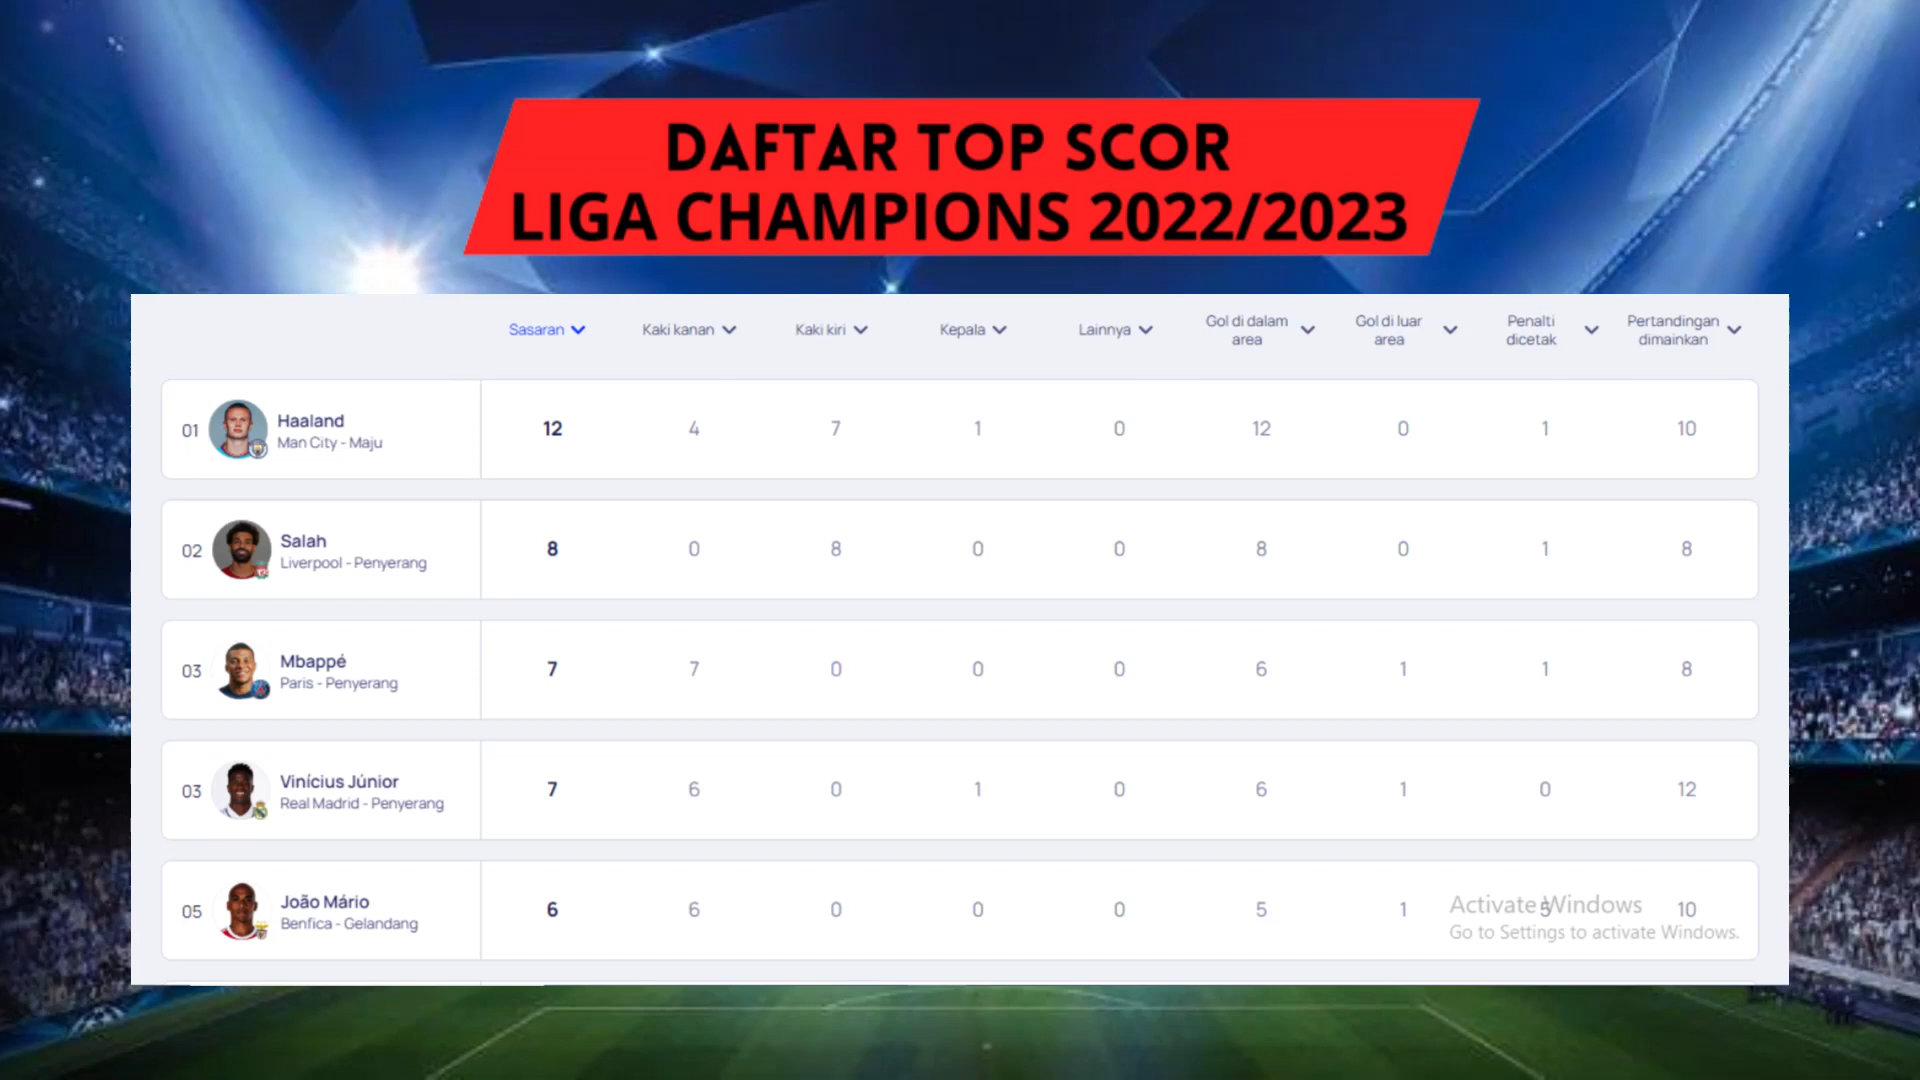 DAFTAR TOP SCOR
LIGA CHAMPIONS 2022/2023
Sasaran Kaki kanan Kaki kiri Kepala Lainnya Gol di dalam area Gol di luar area Penalti dicetak Pertandingan dimainkan
01 Haaland 12 4 7 1 0 12 0 1 10
Man City - Maju
02 Salah 8 0 8 0 0 8 0 1 8
Liverpool - Penyerang
03 Mbappé 7 7 0 0 0 6 1 1 8
Paris - Penyerang
03 Vinícius Júnior 7 6 0 1 0 6 1 0 12
Real Madrid - Penyerang
05 João Mário 6 6 0 0 0 5 1 5 10
Benfica - Gelandang
Activate Windows
Go to Settings to activate Windows.